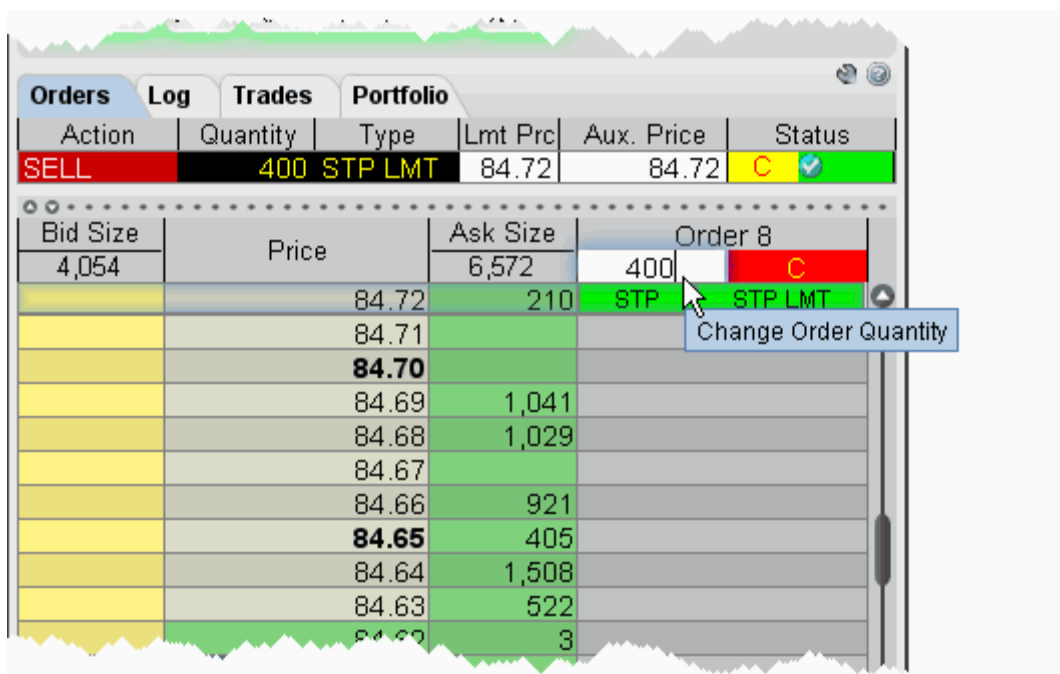 Orders Log Trades Portfolio
Action Quantity Type Lmt Prc Aux. Price Status
SELL 400 STP LMT 84.72 84.72 C
Bid Size Price Ask Size Order 8
4,054 6,572 400 C
84.72 210 STP STP LMT
Change Order Quantity
84.71
84.70
84.69 1,041
84.68 1,029
84.67
84.66 921
84.65 405
84.64 1,508
84.63 522
84.62 3